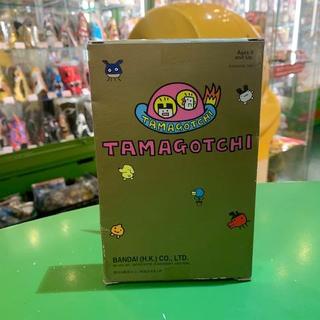 Ages 8
and Up.
TAMAGOTCHI
TAMAGOTCHI
BANDAI (H.K.) CO., LTD.